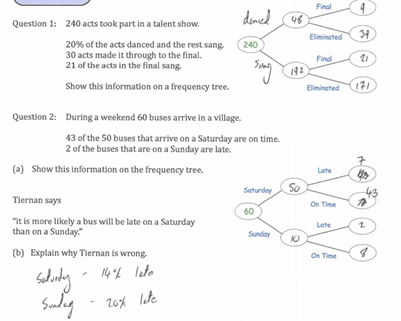 Question 1: 240 acts took part in a talent show.
20% of the acts danced and the rest sang.
30 acts made it through to the final.
21 of the acts in the final sang.
Show this information on a frequency tree.
danced
sang
240
48
192
Final
9
Eliminated
39
Final
21
Eliminated
171
Question 2: During a weekend 60 buses arrive in a village.
43 of the 50 buses that arrive on a Saturday are on time.
2 of the buses that are on a Sunday are late.
(a) Show this information on the frequency tree.
Saturday
Sunday
60
50
10
Late
7
On Time
43
Late
2
On Time
8
Tiernan says
"it is more likely a bus will be late on a Saturday
than on a Sunday."
(b) Explain why Tiernan is wrong.
Saturday - 14% late
Sunday - 20% late